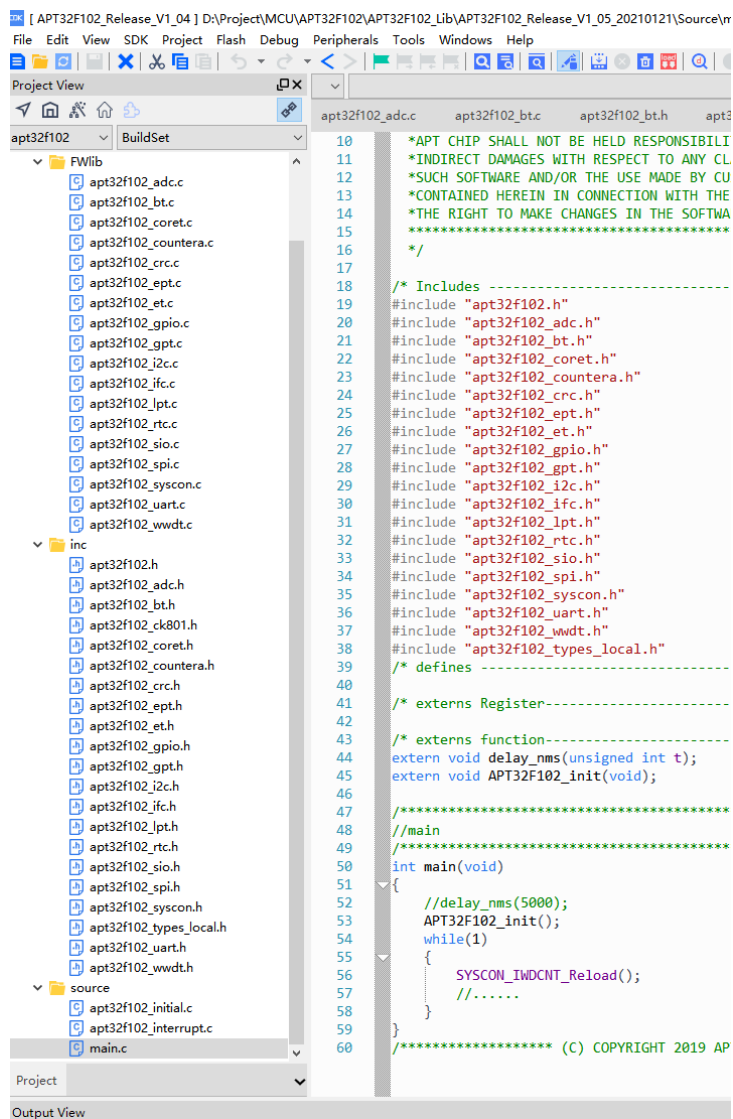 [ APT32F102_Release_V1_04 ] D:\Project\MCU\APT32F102\APT32F102_Lib\APT32F102_Release_V1_05_20210121\Source\m
File Edit View SDK Project Flash Debug Peripherals Tools Windows Help
Project View
apt32f102 BuildSet
FWlib
apt32f102_adc.c
apt32f102_bt.c
apt32f102_coret.c
apt32f102_countera.c
apt32f102_crc.c
apt32f102_ept.c
apt32f102_et.c
apt32f102_gpio.c
apt32f102_gpt.c
apt32f102_i2c.c
apt32f102_ifc.c
apt32f102_lpt.c
apt32f102_rtc.c
apt32f102_sio.c
apt32f102_spi.c
apt32f102_syscon.c
apt32f102_uart.c
apt32f102_wwdt.c
inc
apt32f102.h
apt32f102_adc.h
apt32f102_bt.h
apt32f102_ck801.h
apt32f102_coret.h
apt32f102_countera.h
apt32f102_crc.h
apt32f102_ept.h
apt32f102_et.h
apt32f102_gpio.h
apt32f102_gpt.h
apt32f102_i2c.h
apt32f102_ifc.h
apt32f102_lpt.h
apt32f102_rtc.h
apt32f102_sio.h
apt32f102_spi.h
apt32f102_syscon.h
apt32f102_types_local.h
apt32f102_uart.h
apt32f102_wwdt.h
source
apt32f102_initial.c
apt32f102_interrupt.c
main.c
Project
Output View
apt32f102_adc.c apt32f102_bt.c apt32f102_bt.h apt3
10 *APT CHIP SHALL NOT BE HELD RESPONSIBILI
11 *INDIRECT DAMAGES WITH RESPECT TO ANY CL
12 *SUCH SOFTWARE AND/OR THE USE MADE BY CU
13 *CONTAINED HEREIN IN CONNECTION WITH THE
14 *THE RIGHT TO MAKE CHANGES IN THE SOFTWA
15 ****************************************
16 */
17
18 /* Includes ------------------------------
19 #include "apt32f102.h"
20 #include "apt32f102_adc.h"
21 #include "apt32f102_bt.h"
22 #include "apt32f102_coret.h"
23 #include "apt32f102_countera.h"
24 #include "apt32f102_crc.h"
25 #include "apt32f102_ept.h"
26 #include "apt32f102_et.h"
27 #include "apt32f102_gpio.h"
28 #include "apt32f102_gpt.h"
29 #include "apt32f102_i2c.h"
30 #include "apt32f102_ifc.h"
31 #include "apt32f102_lpt.h"
32 #include "apt32f102_rtc.h"
33 #include "apt32f102_sio.h"
34 #include "apt32f102_spi.h"
35 #include "apt32f102_syscon.h"
36 #include "apt32f102_uart.h"
37 #include "apt32f102_wwdt.h"
38 #include "apt32f102_types_local.h"
39 /* defines -------------------------------
40
41 /* externs Register-----------------------
42
43 /* externs function-----------------------
44 extern void delay_nms(unsigned int t);
45 extern void APT32F102_init(void);
46
47 /*****************************************
48 //main
49 /*****************************************
50 int main(void)
51 {
52 //delay_nms(5000);
53 APT32F102_init();
54 while(1)
55 {
56 SYSCON_IWDCNT_Reload();
57 //......
58 }
59 }
60 /******************* (C) COPYRIGHT 2019 AP